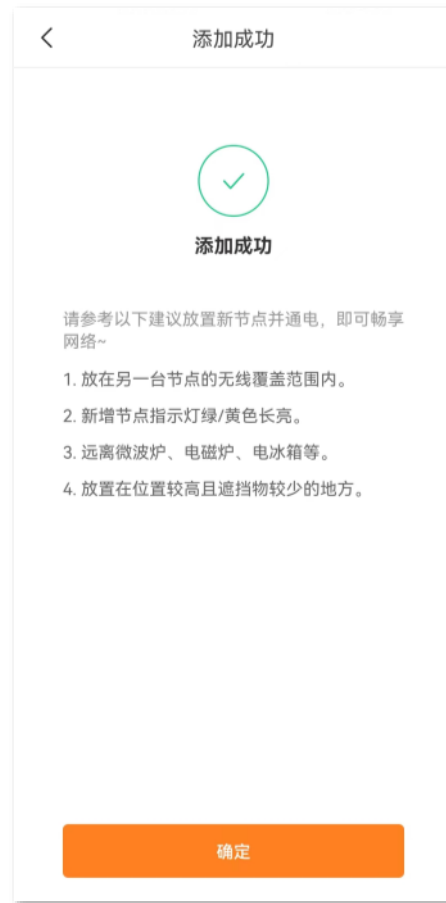 添加成功
添加成功
请参考以下建议放置新节点并通电，即可畅享
网络~
1. 放在另一台节点的无线覆盖范围内。
2. 新增节点指示灯绿/黄色长亮。
3. 远离微波炉、电磁炉、电冰箱等。
4. 放置在位置较高且遮挡物较少的地方。
确定